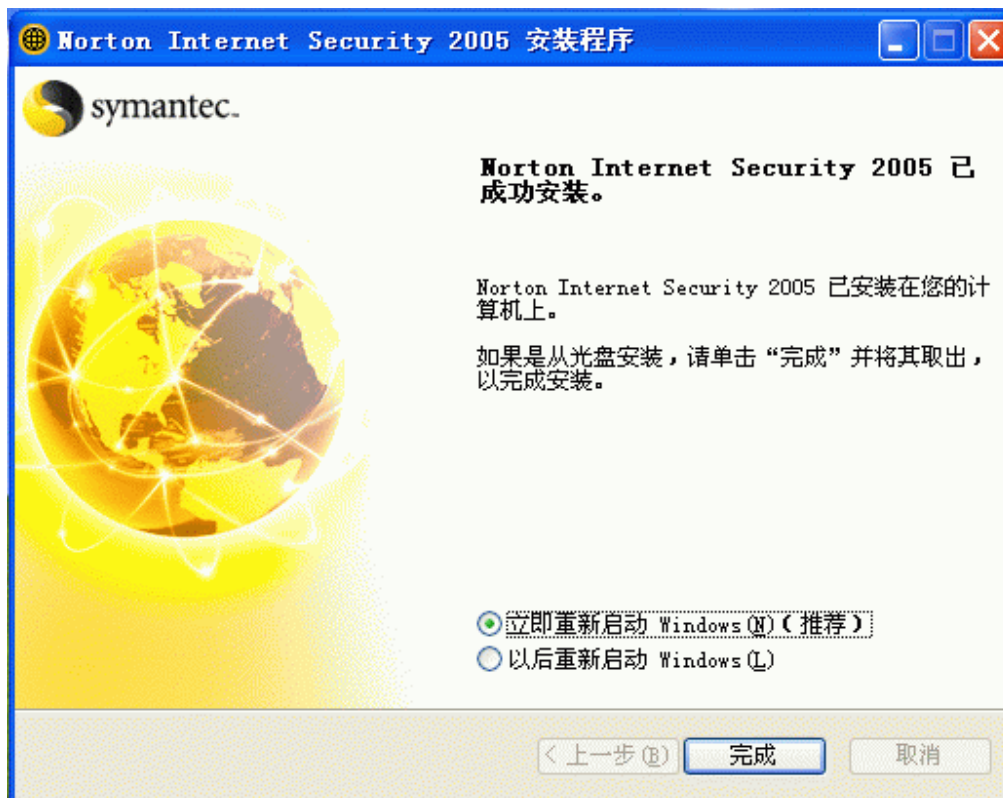 Norton Internet Security 2005 安装程序
symantec™
Norton Internet Security 2005 已
成功安装。
Norton Internet Security 2005 已安装在您的计
算机上。
如果是从光盘安装，请单击“完成”并将其取出，
以完成安装。
立即重新启动 Windows(N)(推荐)
以后重新启动 Windows(L)
< 上一步(B)
完成
取消